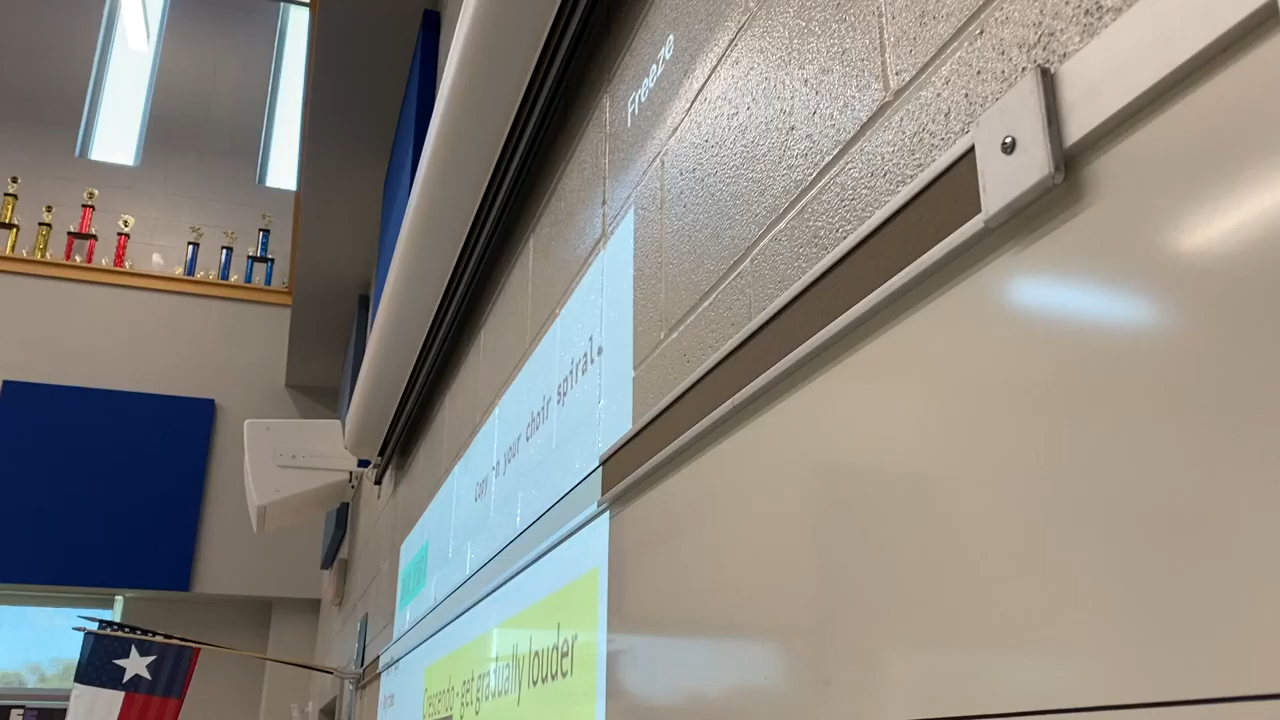 Freeze
Copy in your choir spiral.
Crescendo - get gradually louder